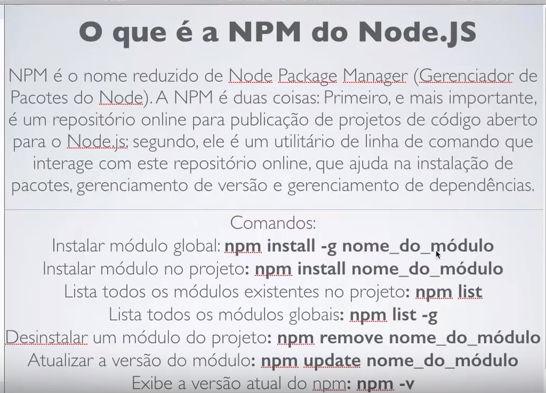 O que é a NPM do Node.JS
NPM é o nome reduzido de Node Package Manager (Gerenciador de
Pacotes do Node). A NPM é duas coisas: Primeiro, e mais importante,
é um repositório online para publicação de projetos de código aberto
para o Node.js; segundo, ele é um utilitário de linha de comando que
interage com este repositório online, que ajuda na instalação de
pacotes, gerenciamento de versão e gerenciamento de dependências.
Comandos:
Instalar módulo global: npm install -g nome_do_módulo
Instalar módulo no projeto: npm install nome_do_módulo
Lista todos os módulos existentes no projeto: npm list
Lista todos os módulos globais: npm list -g
Desinstalar um módulo do projeto: npm remove nome_do_módulo
Atualizar a versão do módulo: npm update nome_do_módulo
Exibe a versão atual do npm: npm -v